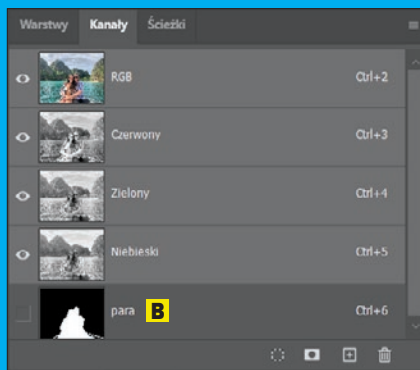 Warstwy Kanały Ścieżki
RGB Ctrl+2
Czerwony Ctrl+3
Zielony Ctrl+4
Niebieski Ctrl+5
para B Ctrl+6